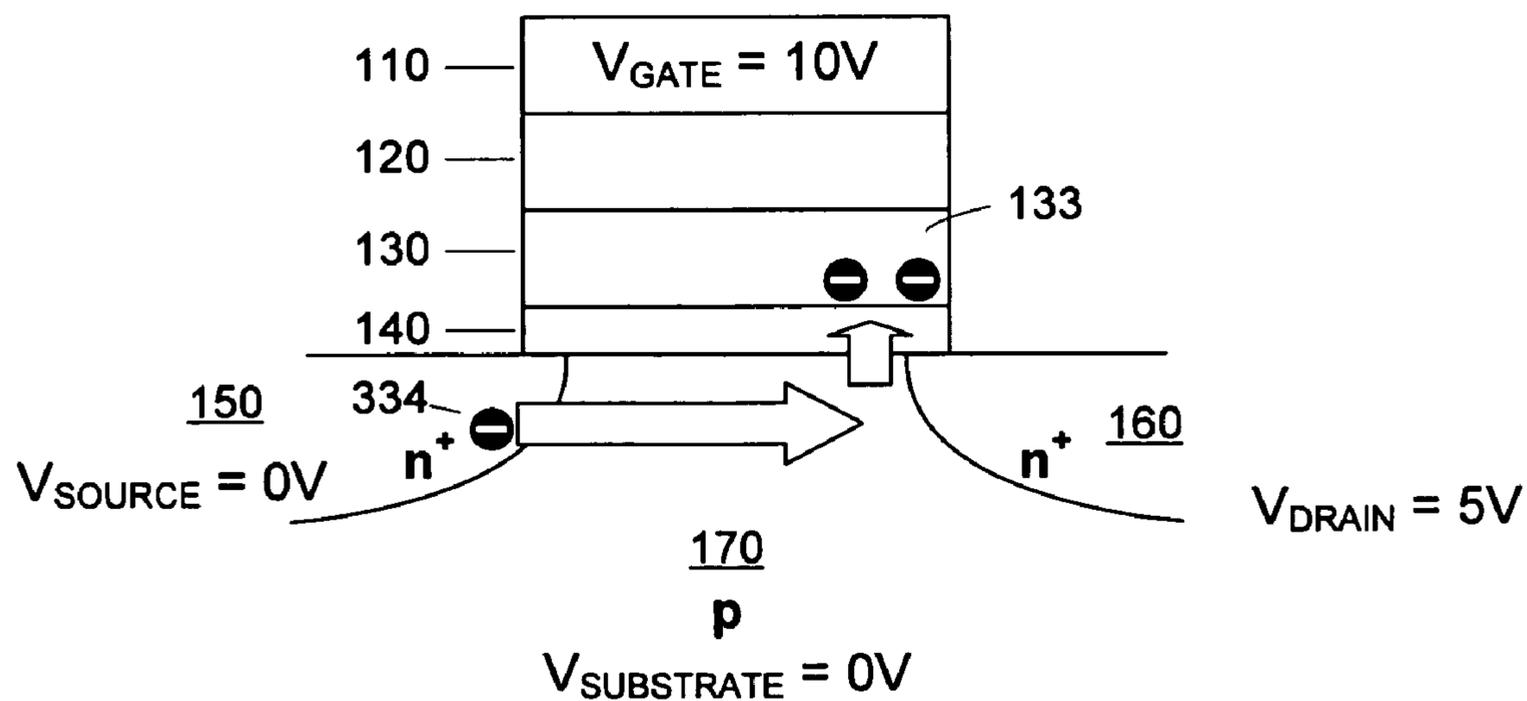 110
V_GATE = 10V
120
133
130
140
334
150
n⁺
160
n⁺
V_SOURCE = 0V
V_DRAIN = 5V
170
p
V_SUBSTRATE = 0V